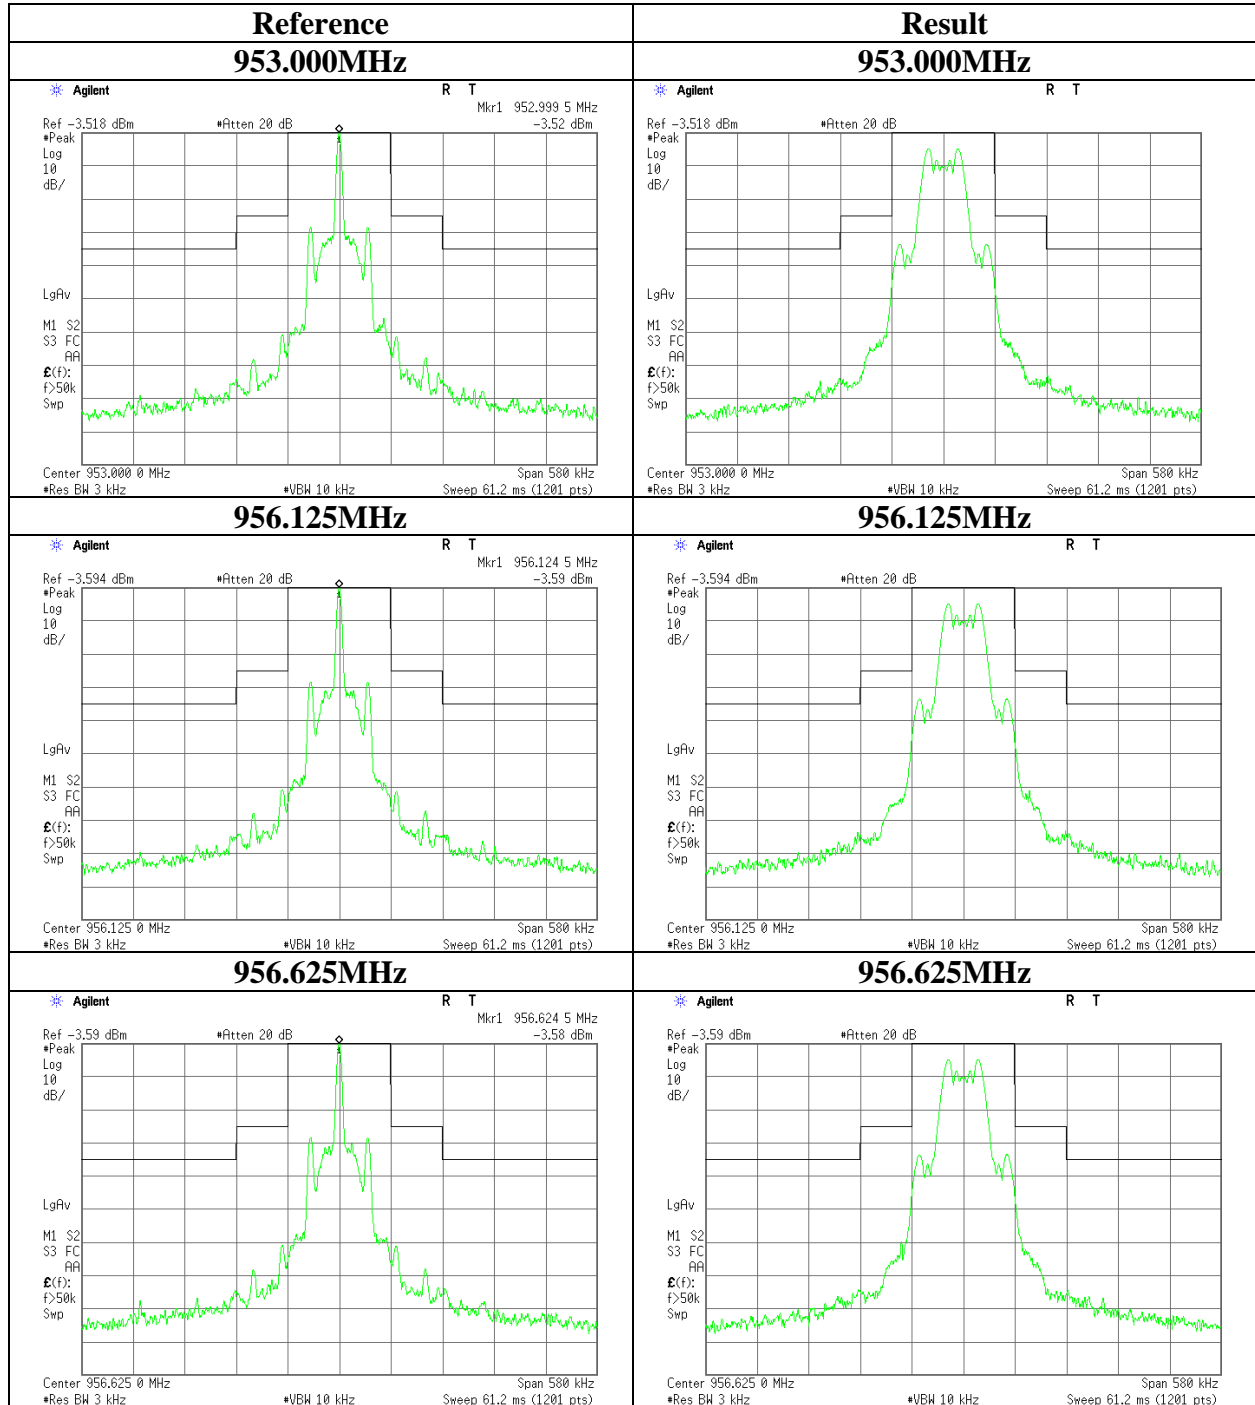 Reference Result
953.000MHz 953.000MHz
Agilent R T
Mkr1 952.999 5 MHz
Ref -3.518 dBm #Atten 20 dB -3.52 dBm
#Peak
Log
10
dB/
1
LgAv
M1 S2
S3 FC
AA
£(f):
f>50k
Swp
Center 953.000 0 MHz Span 580 kHz
#Res BW 3 kHz #VBW 10 kHz Sweep 61.2 ms (1201 pts)
Agilent R T
Ref -3.518 dBm #Atten 20 dB
#Peak
Log
10
dB/
LgAv
M1 S2
S3 FC
AA
£(f):
f>50k
Swp
Center 953.000 0 MHz Span 580 kHz
#Res BW 3 kHz #VBW 10 kHz Sweep 61.2 ms (1201 pts)
956.125MHz 956.125MHz
Agilent R T
Mkr1 956.124 5 MHz
Ref -3.594 dBm #Atten 20 dB -3.59 dBm
#Peak
Log
10
dB/
1
LgAv
M1 S2
S3 FC
AA
£(f):
f>50k
Swp
Center 956.125 0 MHz Span 580 kHz
#Res BW 3 kHz #VBW 10 kHz Sweep 61.2 ms (1201 pts)
Agilent R T
Ref -3.594 dBm #Atten 20 dB
#Peak
Log
10
dB/
LgAv
M1 S2
S3 FC
AA
£(f):
f>50k
Swp
Center 956.125 0 MHz Span 580 kHz
#Res BW 3 kHz #VBW 10 kHz Sweep 61.2 ms (1201 pts)
956.625MHz 956.625MHz
Agilent R T
Mkr1 956.624 5 MHz
Ref -3.59 dBm #Atten 20 dB -3.58 dBm
#Peak
Log
10
dB/
1
LgAv
M1 S2
S3 FC
AA
£(f):
f>50k
Swp
Center 956.625 0 MHz Span 580 kHz
#Res BW 3 kHz #VBW 10 kHz Sweep 61.2 ms (1201 pts)
Agilent R T
Ref -3.59 dBm #Atten 20 dB
#Peak
Log
10
dB/
LgAv
M1 S2
S3 FC
AA
£(f):
f>50k
Swp
Center 956.625 0 MHz Span 580 kHz
#Res BW 3 kHz #VBW 10 kHz Sweep 61.2 ms (1201 pts)